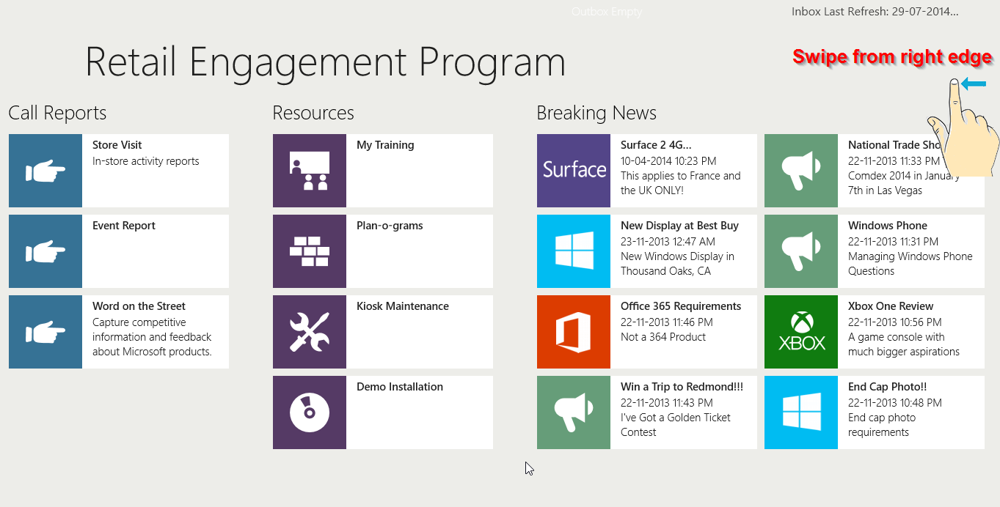 Outbox Empty
Inbox Last Refresh: 29-07-2014...
Retail Engagement Program
Swipe from right edge
Call Reports
Store Visit
In-store activity reports
Event Report
Word on the Street
Capture competitive
information and feedback
about Microsoft products.
Resources
My Training
Plan-o-grams
Kiosk Maintenance
Demo Installation
Breaking News
Surface
Surface 2 4G...
10-04-2014 10:23 PM
This applies to France and
the UK ONLY!
New Display at Best Buy
23-11-2013 12:47 AM
New Windows Display in
Thousand Oaks, CA
Office 365 Requirements
22-11-2013 11:46 PM
Not a 364 Product
Win a Trip to Redmond!!!
22-11-2013 11:43 PM
I've Got a Golden Ticket
Contest
National Trade Sho
22-11-2013 11:33 PM
Comdex 2014 in January
7th in Las Vegas
Windows Phone
22-11-2013 11:31 PM
Managing Windows Phone
Questions
XBOX
Xbox One Review
22-11-2013 10:56 PM
A game console with
much bigger aspirations
End Cap Photo!!
22-11-2013 10:48 PM
End cap photo
requirements